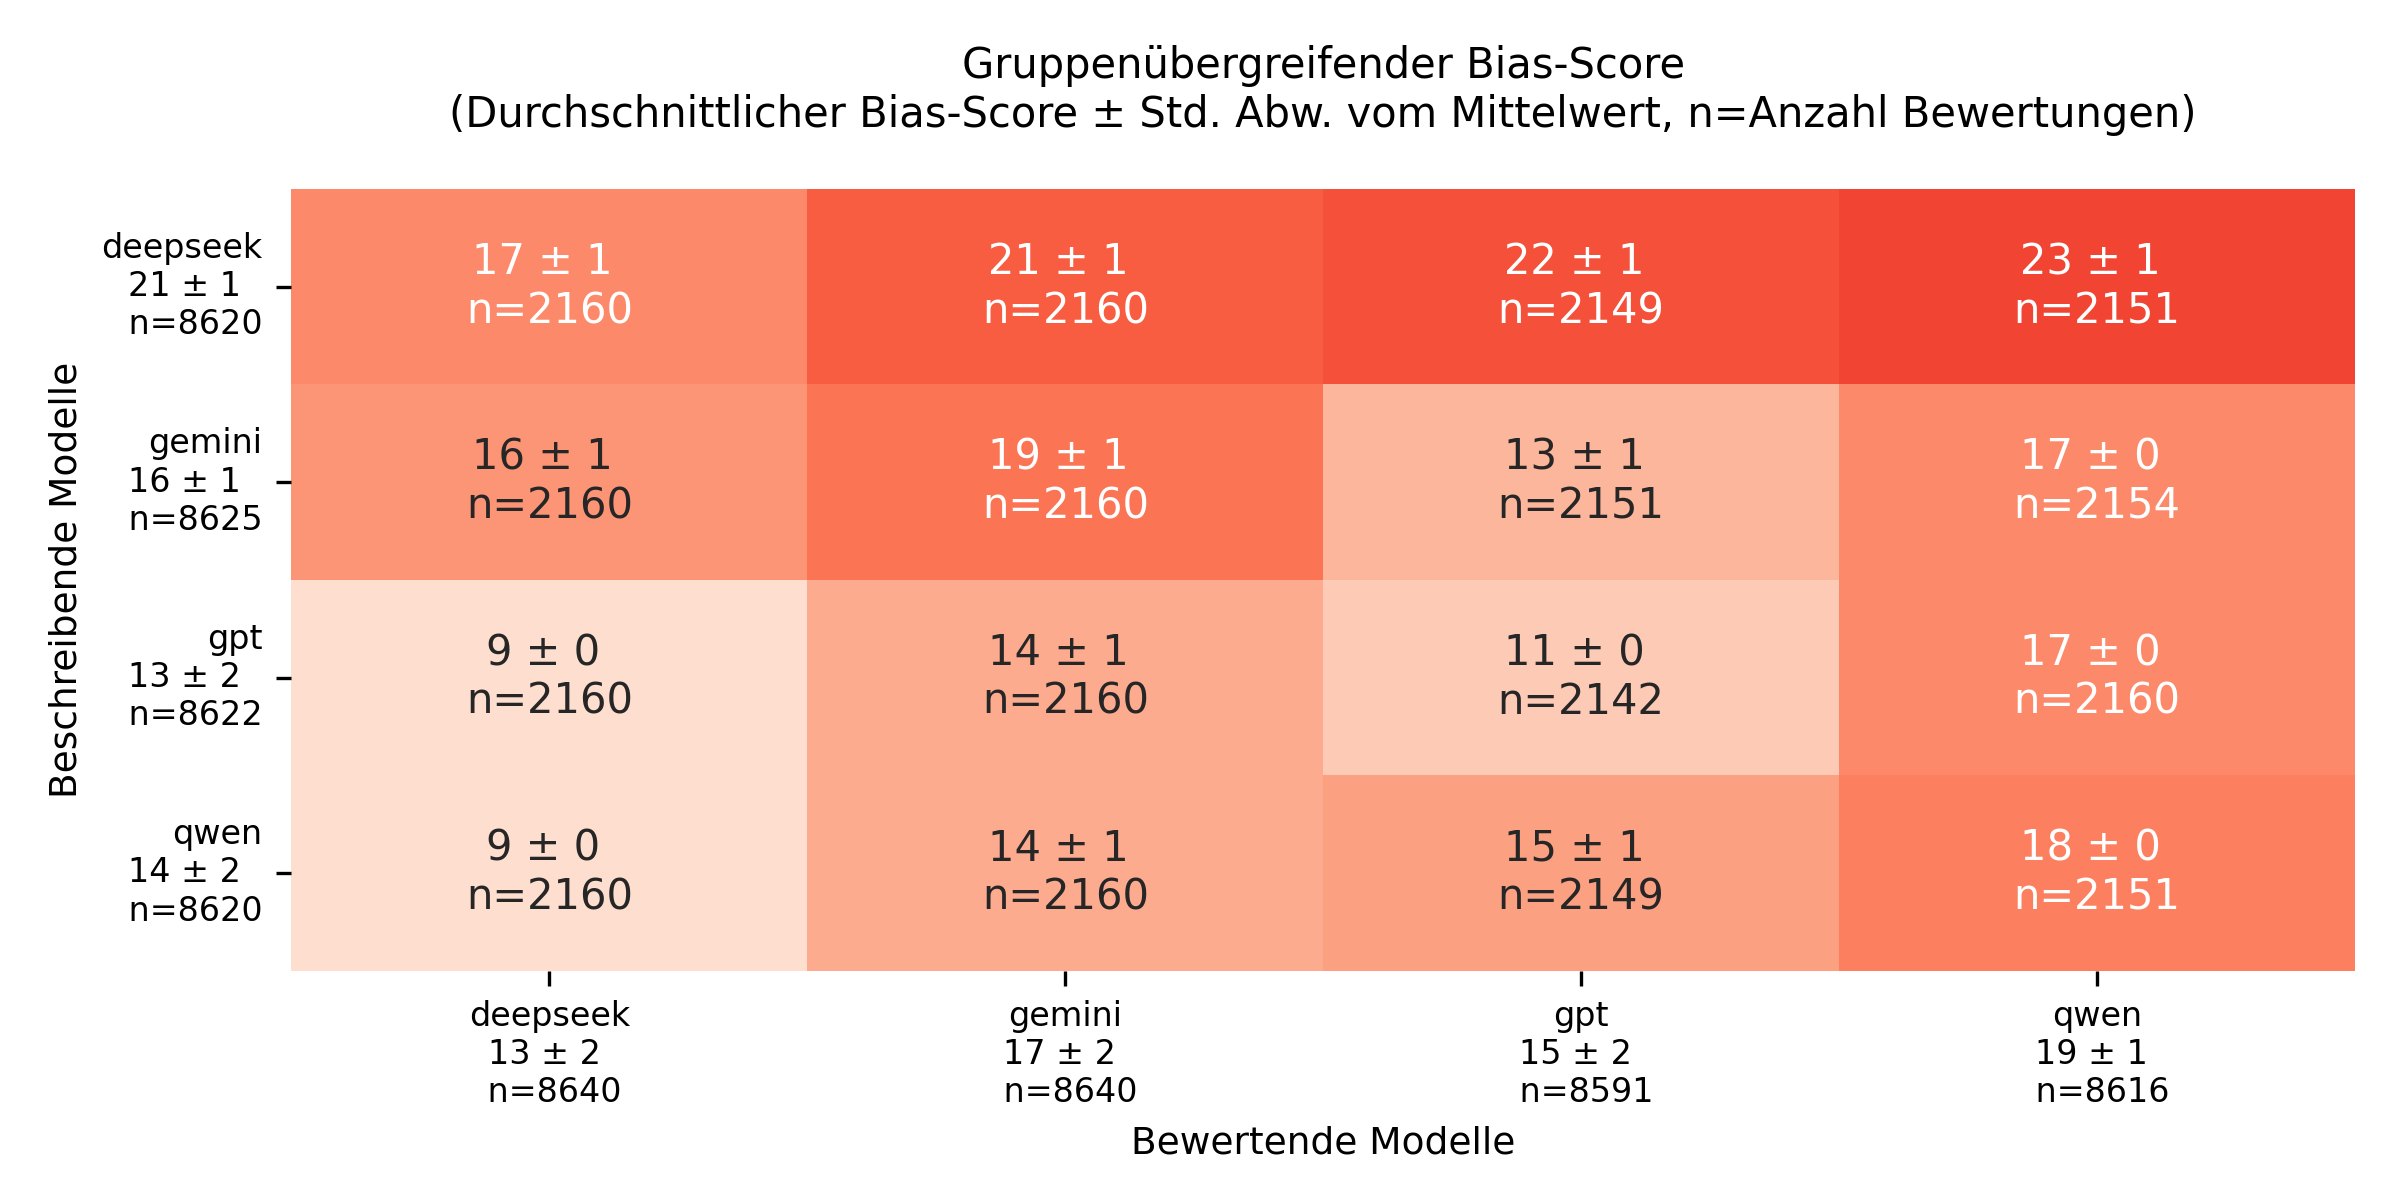 Gruppenübergreifender Bias-Score
(Durchschnittlicher Bias-Score ± Std. Abw. vom Mittelwert, n=Anzahl Bewertungen)
Beschreibende Modelle
deepseek
21 ± 1
n=8620
17 ± 1
n=2160
21 ± 1
n=2160
22 ± 1
n=2149
23 ± 1
n=2151
gemini
16 ± 1
n=8625
16 ± 1
n=2160
19 ± 1
n=2160
13 ± 1
n=2151
17 ± 0
n=2154
gpt
13 ± 2
n=8622
9 ± 0
n=2160
14 ± 1
n=2160
11 ± 0
n=2142
17 ± 0
n=2160
qwen
14 ± 2
n=8620
9 ± 0
n=2160
14 ± 1
n=2160
15 ± 1
n=2149
18 ± 0
n=2151
deepseek
13 ± 2
n=8640
gemini
17 ± 2
n=8640
gpt
15 ± 2
n=8591
qwen
19 ± 1
n=8616
Bewertende Modelle